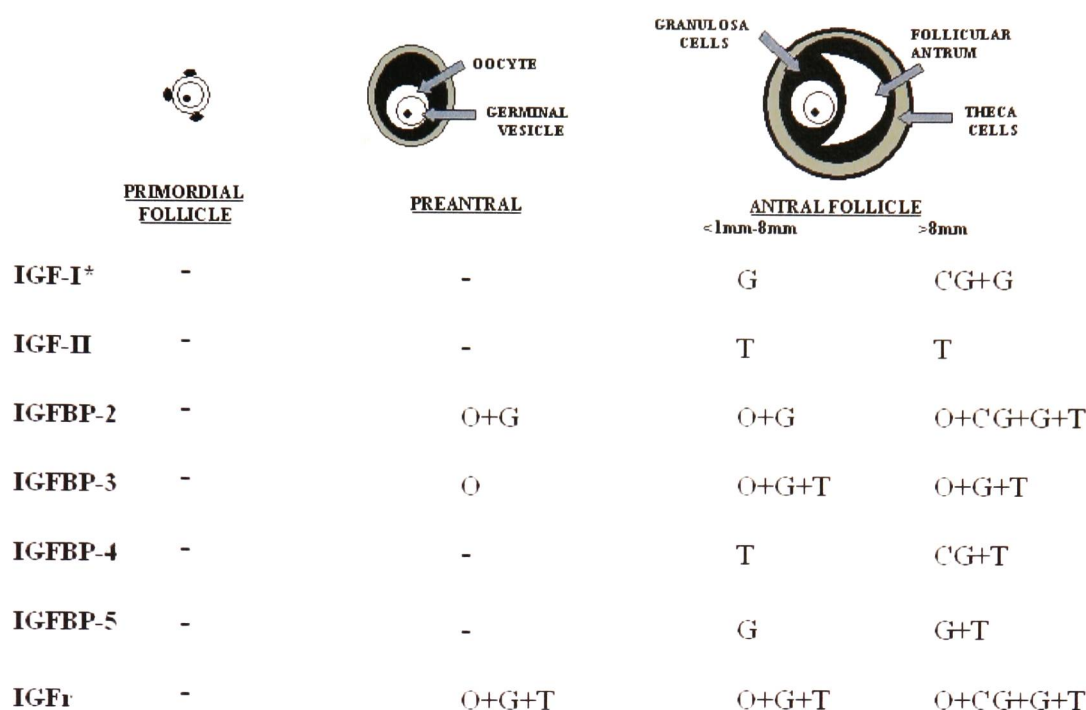 GRANULOSA
CELLS
FOLLICULAR
ANTRUM
OOCYTE
GERMINAL
VESICLE
THECA
CELLS
PRIMORDIAL
FOLLICLE
PREANTRAL
ANTRAL FOLLICLE
<1mm-8mm >8mm
IGF-I* - - G CG+G
IGF-II - - T T
IGFBP-2 - O+G O+G O+CG+G+T
IGFBP-3 - O O+G+T O+G+T
IGFBP-4 - - T CG+T
IGFBP-5 - - G G+T
IGFr - O+G+T O+G+T O+CG+G+T